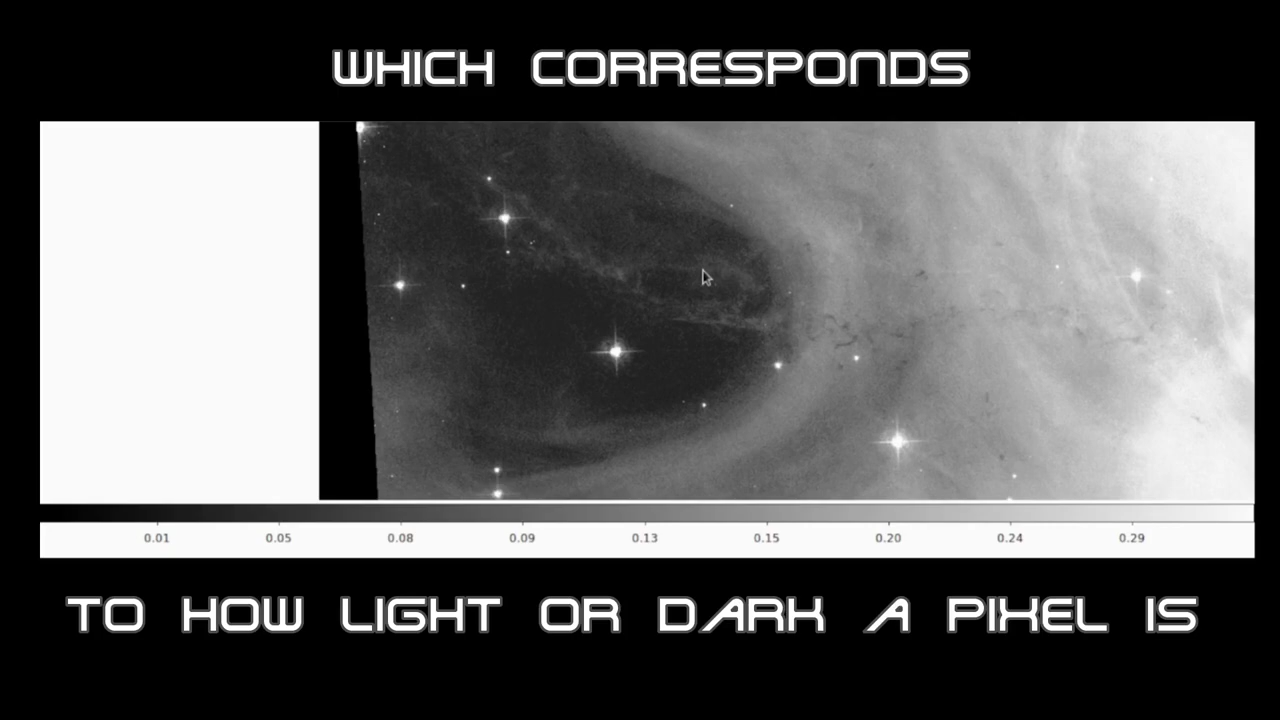 WHICH CORRESPONDS
0.01 0.05 0.08 0.09 0.13 0.15 0.20 0.24 0.29
TO HOW LIGHT OR DARK A PIXEL IS